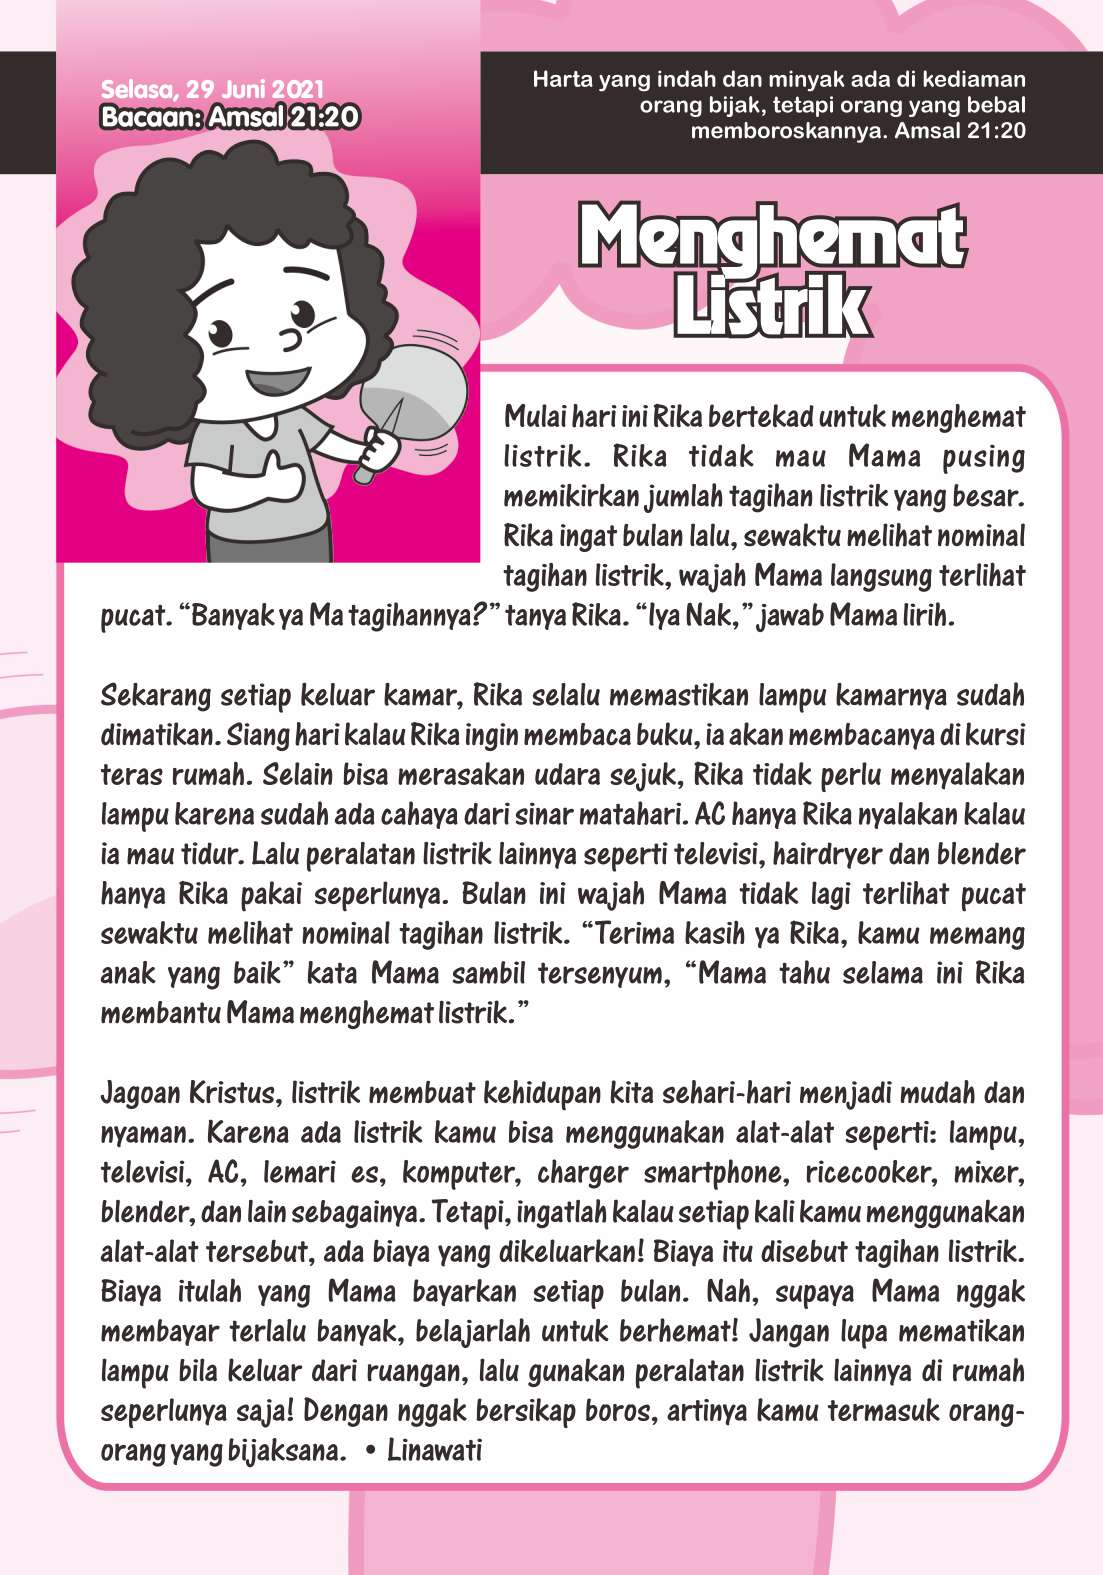 Selasa, 29 Juni 2021
Bacaan: Amsal 21:20
Harta yang indah dan minyak ada di kediaman
orang bijak, tetapi orang yang bebal
memboroskannya. Amsal 21:20
Menghemat
Listrik
Mulai hari ini Rika bertekad untuk menghemat
listrik. Rika tidak mau Mama pusing
memikirkan jumlah tagihan listrik yang besar.
Rika ingat bulan lalu, sewaktu melihat nominal
tagihan listrik, wajah Mama langsung terlihat
pucat. “Banyak ya Ma tagihannya?” tanya Rika. “Iya Nak,” jawab Mama lirih.
Sekarang setiap keluar kamar, Rika selalu memastikan lampu kamarnya sudah
dimatikan. Siang hari kalau Rika ingin membaca buku, ia akan membacanya di kursi
teras rumah. Selain bisa merasakan udara sejuk, Rika tidak perlu menyalakan
lampu karena sudah ada cahaya dari sinar matahari. AC hanya Rika nyalakan kalau
ia mau tidur. Lalu peralatan listrik lainnya seperti televisi, hairdryer dan blender
hanya Rika pakai seperlunya. Bulan ini wajah Mama tidak lagi terlihat pucat
sewaktu melihat nominal tagihan listrik. “Terima kasih ya Rika, kamu memang
anak yang baik” kata Mama sambil tersenyum, “Mama tahu selama ini Rika
membantu Mama menghemat listrik.”
Jagoan Kristus, listrik membuat kehidupan kita sehari-hari menjadi mudah dan
nyaman. Karena ada listrik kamu bisa menggunakan alat-alat seperti: lampu,
televisi, AC, lemari es, komputer, charger smartphone, ricecooker, mixer,
blender, dan lain sebagainya. Tetapi, ingatlah kalau setiap kali kamu menggunakan
alat-alat tersebut, ada biaya yang dikeluarkan! Biaya itu disebut tagihan listrik.
Biaya itulah yang Mama bayarkan setiap bulan. Nah, supaya Mama nggak
membayar terlalu banyak, belajarlah untuk berhemat! Jangan lupa mematikan
lampu bila keluar dari ruangan, lalu gunakan peralatan listrik lainnya di rumah
seperlunya saja! Dengan nggak bersikap boros, artinya kamu termasuk orang-
orang yang bijaksana. • Linawati